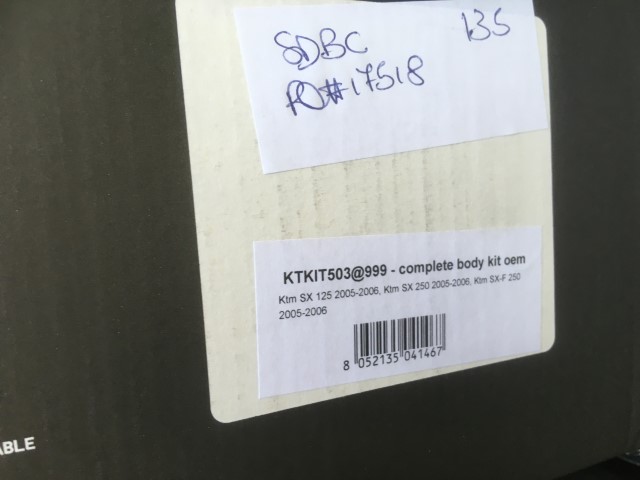 SDBC 135
PO#17518
KTKIT503@999 - complete body kit oem
Ktm SX 125 2005-2006, Ktm SX 250 2005-2006, Ktm SX-F 250
2005-2006
8 052135 041467
ABLE